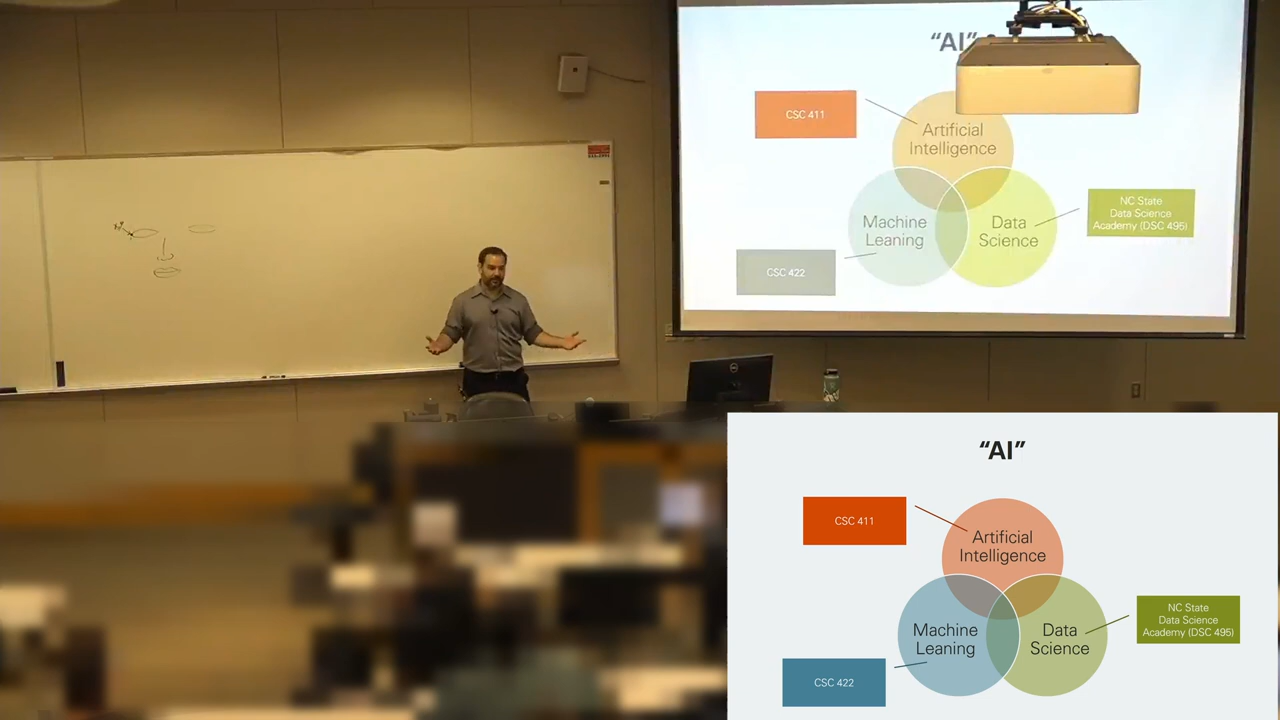 “AI”
CSC 411
Artificial
Intelligence
NC State
Data Science
Academy (DSC 495)
Machine
Leaning
Data
Science
CSC 422
“AI”
CSC 411
Artificial
Intelligence
NC State
Data Science
Academy (DSC 495)
Machine
Leaning
Data
Science
CSC 422